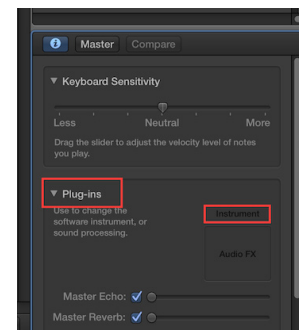 Master Compare
Keyboard Sensitivity
Less Neutral More
Drag the slider to adjust the velocity level of notes
you play.
Plug-ins
Use to change the
software instrument, or
sound processing.
Instrument
Audio FX
Master Echo:
Master Reverb: